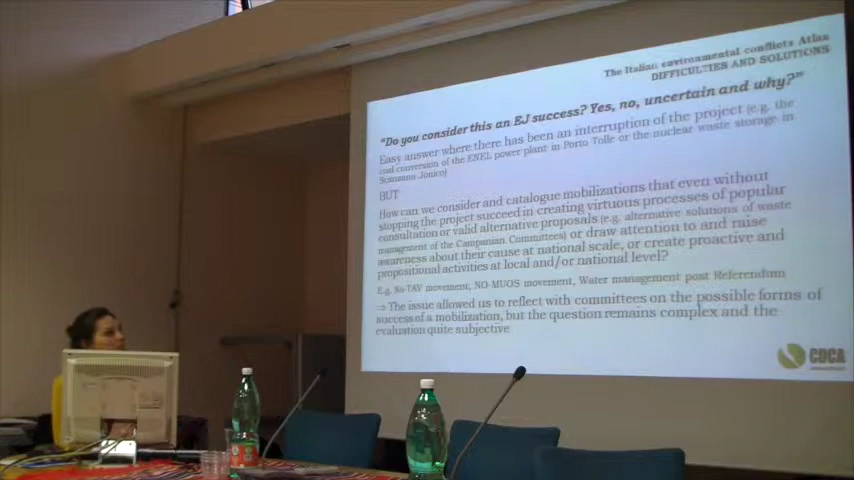 The Italian environmental conflicts Atlas
DIFFICULTIES AND SOLUTIONS
"Do you consider this an EJ success? Yes, no, uncertain and why?"
Easy answer where there has been an interruption of the project (e.g. the
coal conversion of the ENEL power plant in Porto Tolle or the nuclear waste storage in
Scanzano Jonico)
BUT
How can we consider and catalogue mobilizations that even without
stopping the project succeed in creating virtuous processes of popular
consultation or valid alternative proposals (e.g. alternative solutions of waste
management of the Campanian Committees) or draw attention to and raise
awareness about their cause at national scale, or create proactive and
propositional activities at local and/or national level?
E.g. No-TAV movement, NO-MUOS movement, Water management post Referendum
⇒ The issue allowed us to reflect with committees on the possible forms of
success of a mobilization, but the question remains complex and the
evaluation quite subjective
CDCA